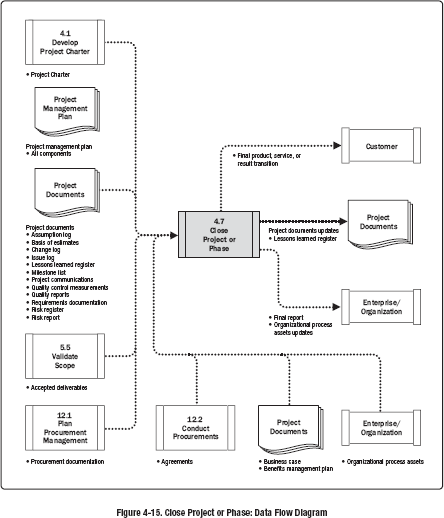 4.1
Develop
Project Charter
• Project Charter
Project
Management
Plan
Project management plan
• All components
Project
Documents
Project documents
• Assumption log
• Basis of estimates
• Change log
• Issue log
• Lessons learned register
• Milestone list
• Project communications
• Quality control measurements
• Quality reports
• Requirements documentation
• Risk register
• Risk report
5.5
Validate
Scope
• Accepted deliverables
12.1
Plan
Procurement
Management
• Procurement documentation
4.7
Close
Project or
Phase
• Final product, service, or
result transition
Customer
Project documents updates
• Lessons learned register
Project
Documents
• Final report
• Organizational process
assets updates
Enterprise/
Organization
12.2
Conduct
Procurements
• Agreements
Project
Documents
• Business case
• Benefits management plan
Enterprise/
Organization
• Organizational process assets
Figure 4-15. Close Project or Phase: Data Flow Diagram